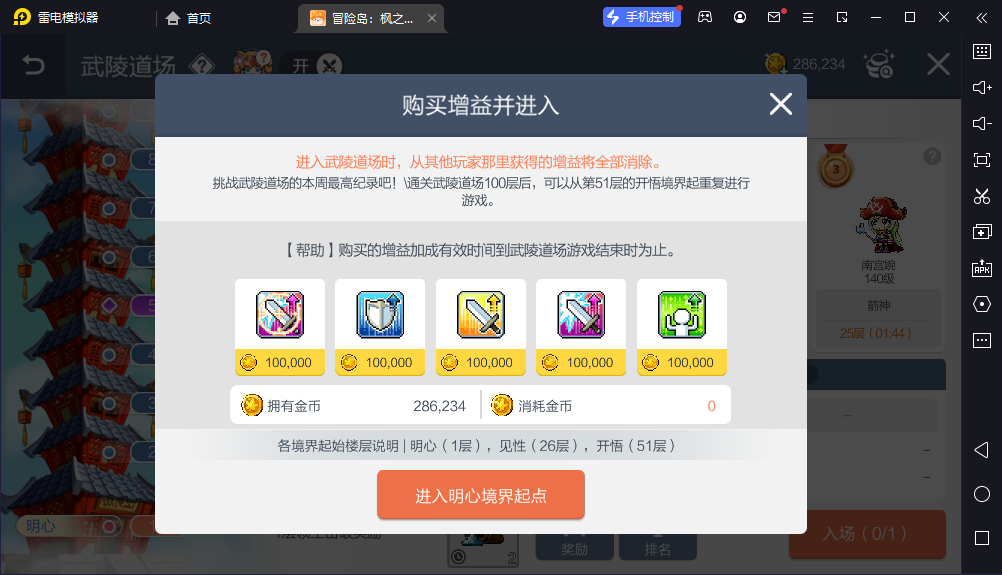 雷电模拟器
首页
冒险岛：枫之...
手机控制
武陵道场
开
286,234
购买增益并进入
进入武陵道场时，从其他玩家那里获得的增益将全部消除。
挑战武陵道场的本周最高纪录吧！\通关武陵道场100层后，可以从第51层的开悟境界起重复进行
游戏。
【帮助】购买的增益加成有效时间到武陵道场游戏结束时为止。
100,000
100,000
100,000
100,000
100,000
拥有金币
286,234
消耗金币
0
各境界起始楼层说明 | 明心（1层），见性（26层），开悟（51层）
进入明心境界起点
8
7
6
5
4
3
2
明心
1
3
南宫婉
140级
箭神
25层（01:44）
2
奖励
排名
入场（0/1）
APK